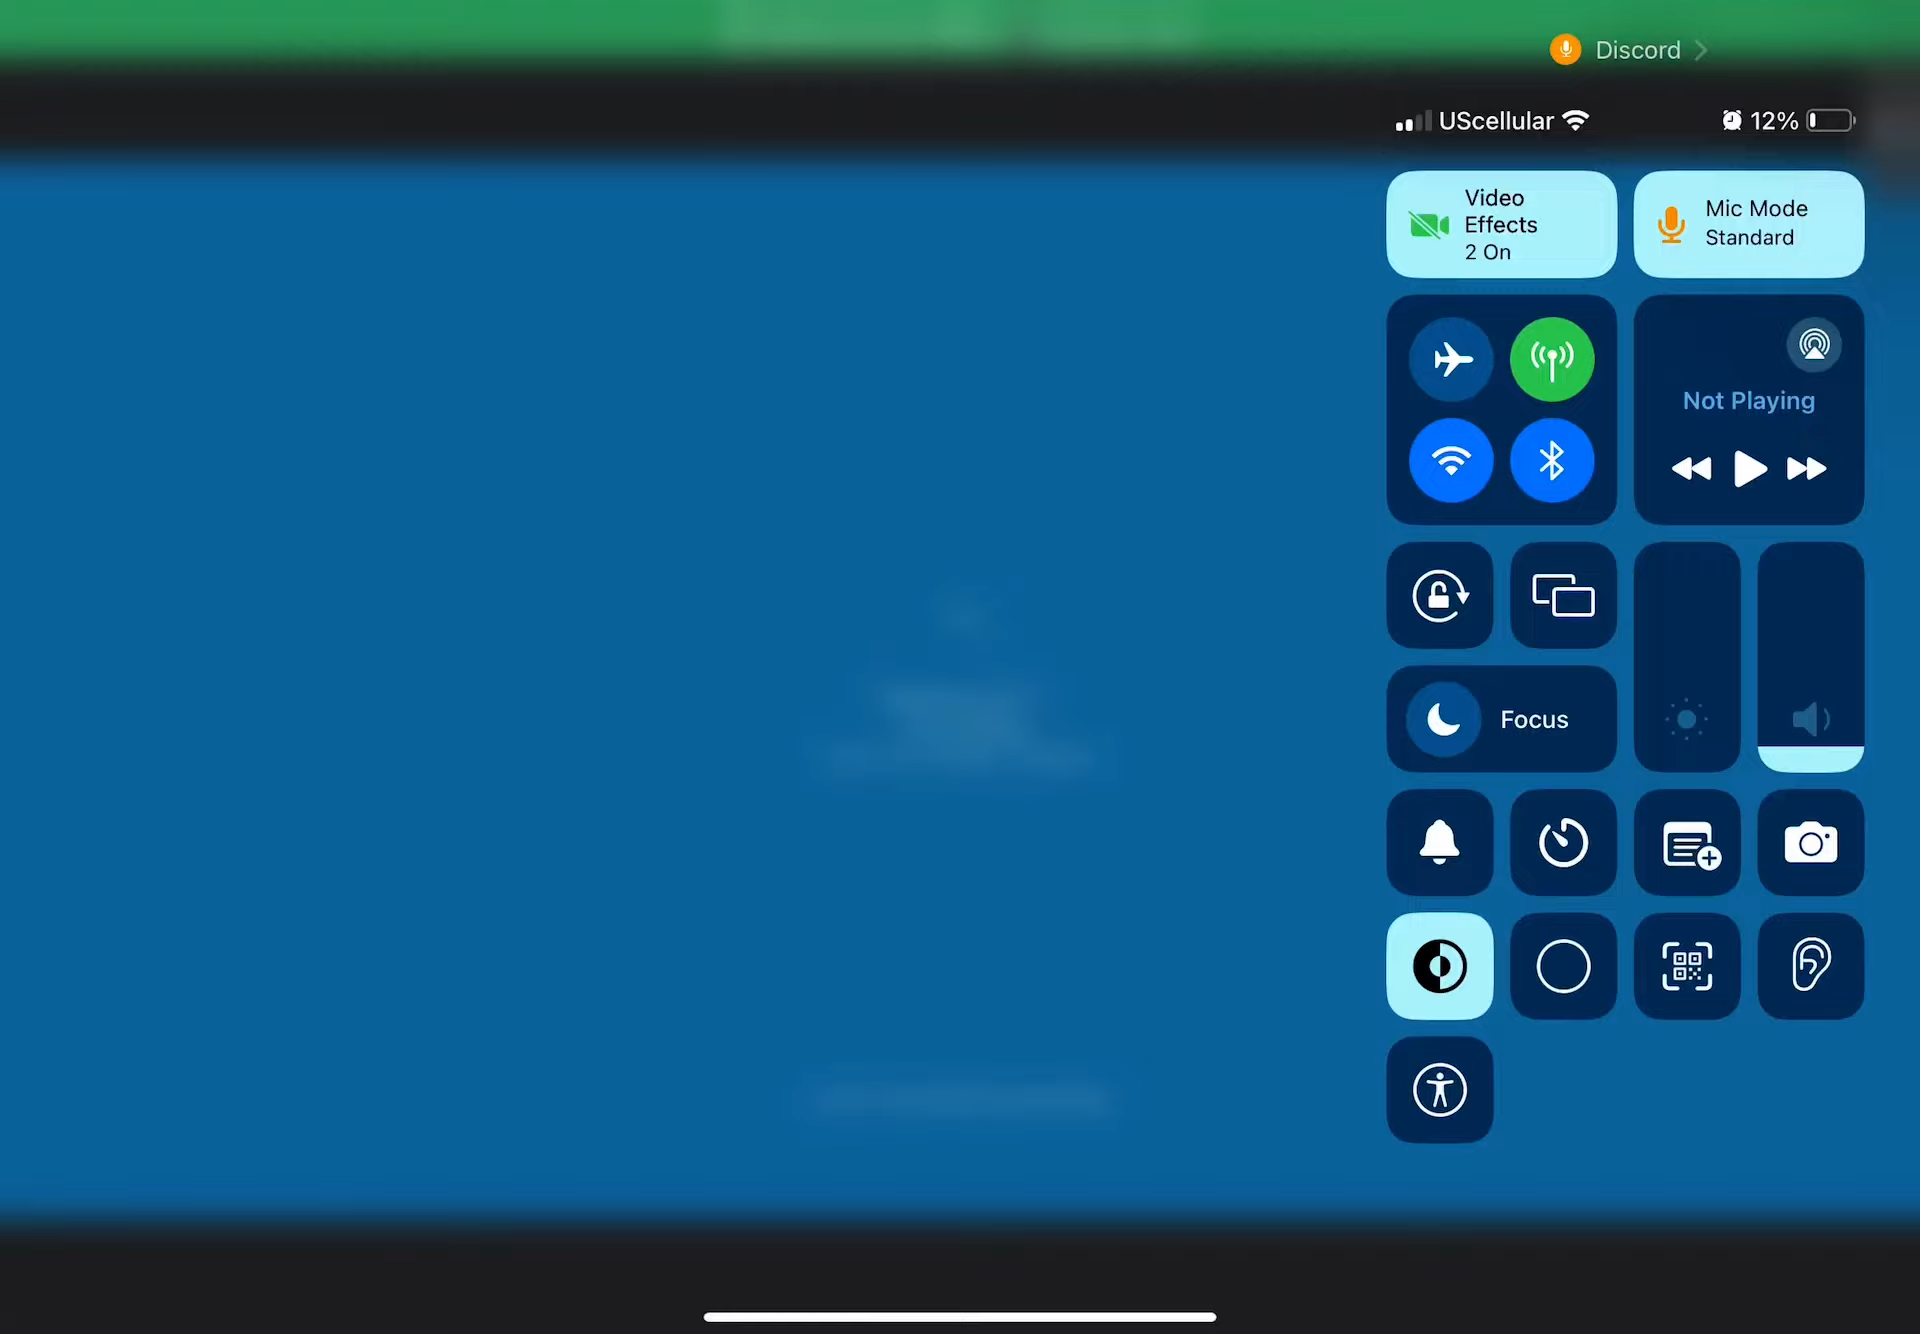 Discord
UScellular
12%
Video
Effects
2 On
Mic Mode
Standard
Not Playing
Focus